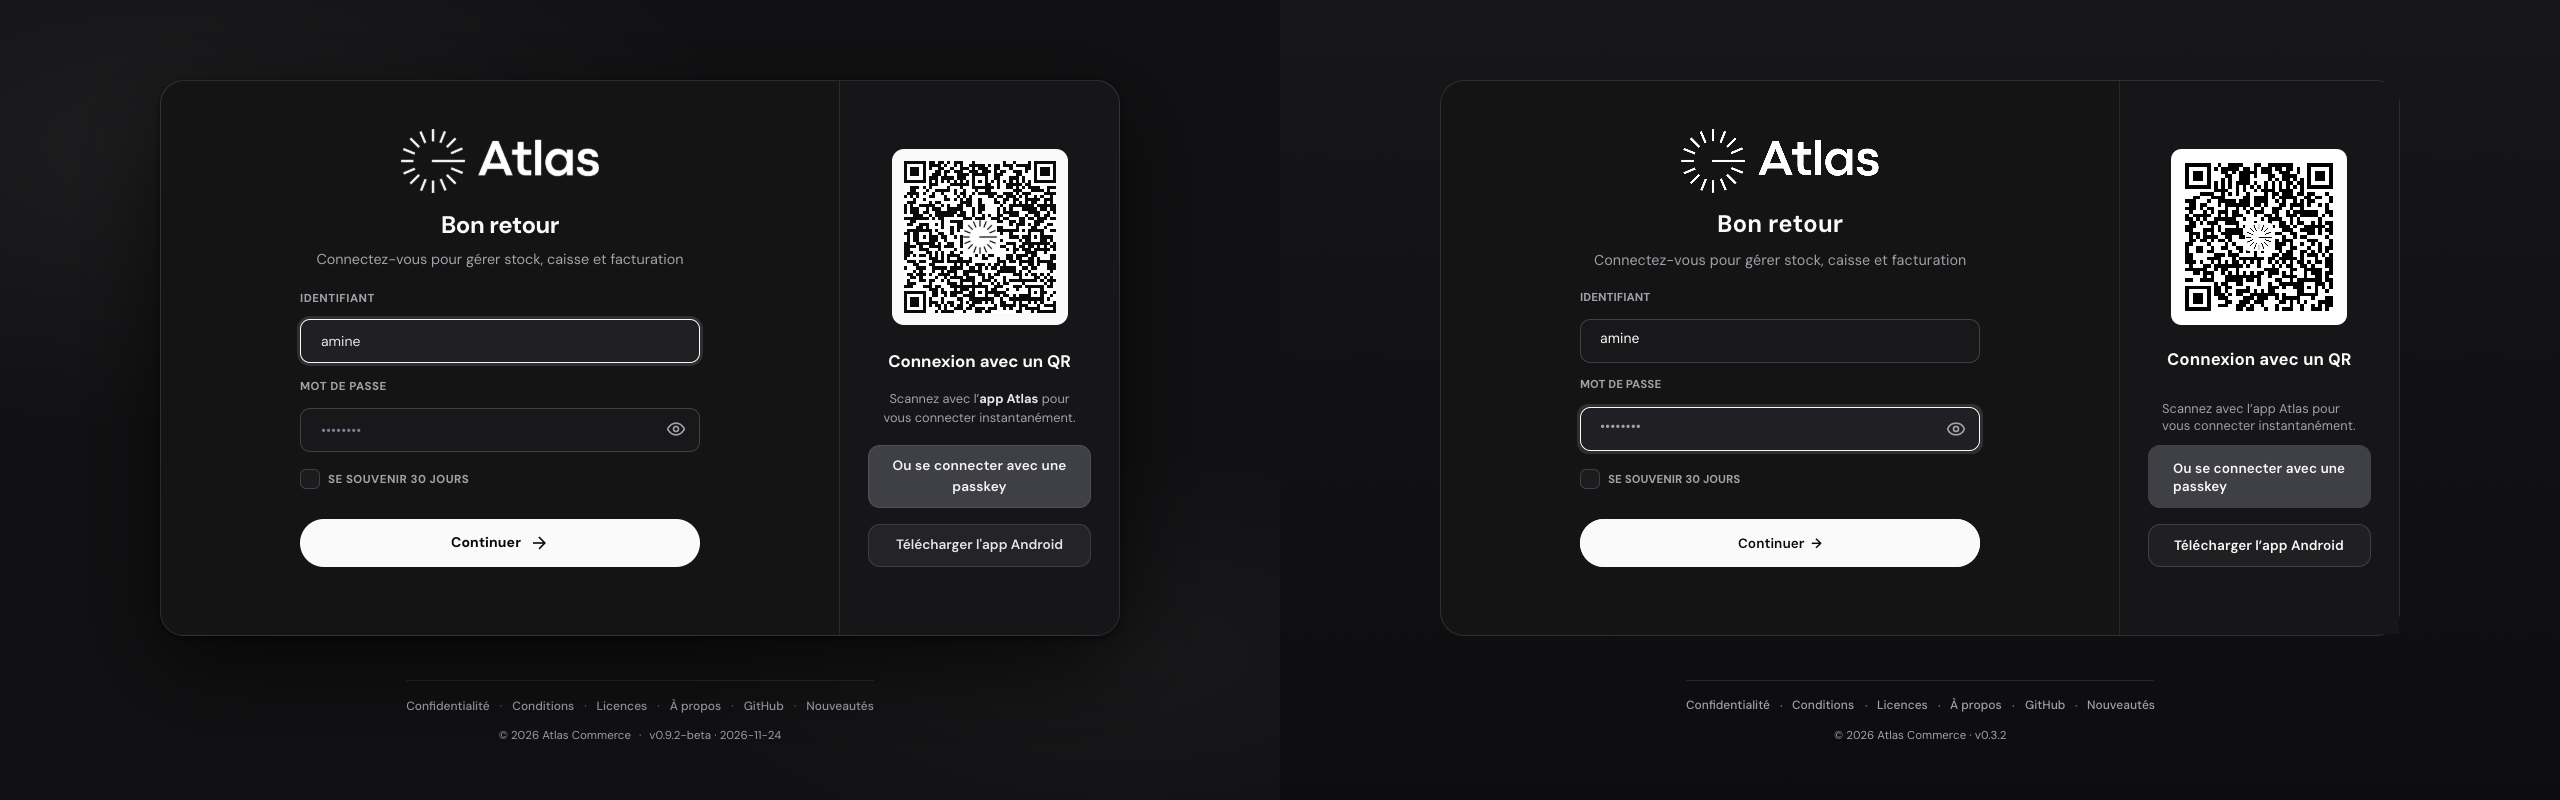 Atlas
Bon retour
Connectez-vous pour gérer stock, caisse et facturation
IDENTIFIANT
amine
MOT DE PASSE
••••••••
SE SOUVENIR 30 JOURS
Continuer →
Connexion avec un QR
Scannez avec l’app Atlas pour
vous connecter instantanément.
Ou se connecter avec une
passkey
Télécharger l'app Android
Confidentialité · Conditions · Licences · À propos · GitHub · Nouveautés
© 2026 Atlas Commerce · v0.9.2-beta · 2026-11-24
Atlas
Bon retour
Connectez-vous pour gérer stock, caisse et facturation
IDENTIFIANT
amine
MOT DE PASSE
••••••••
SE SOUVENIR 30 JOURS
Continuer →
Connexion avec un QR
Scannez avec l’app Atlas pour
vous connecter instantanément.
Ou se connecter avec une
passkey
Télécharger l’app Android
Confidentialité · Conditions · Licences · À propos · GitHub · Nouveautés
© 2026 Atlas Commerce · v0.3.2